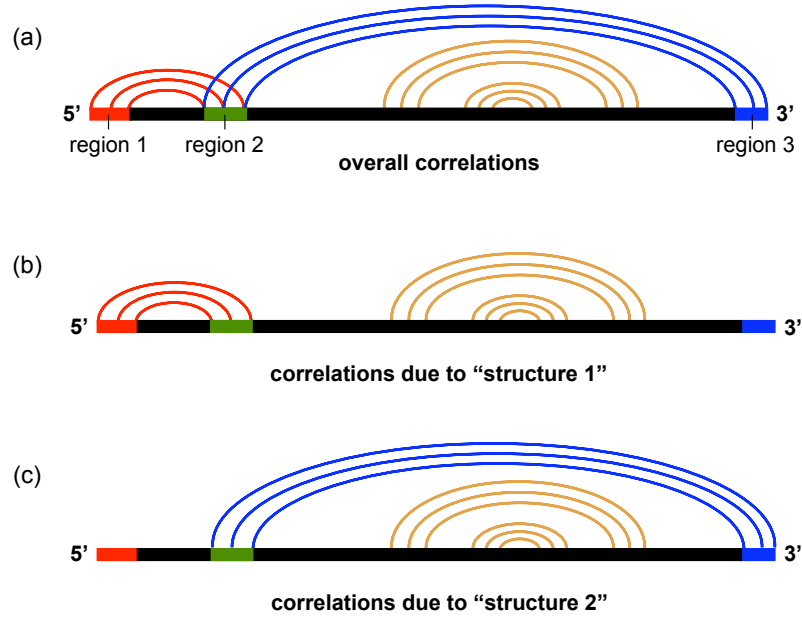 (a)
5’ 3’
region 1 region 2 region 3
overall correlations
(b)
5’ 3’
correlations due to “structure 1”
(c)
5’ 3’
correlations due to “structure 2”